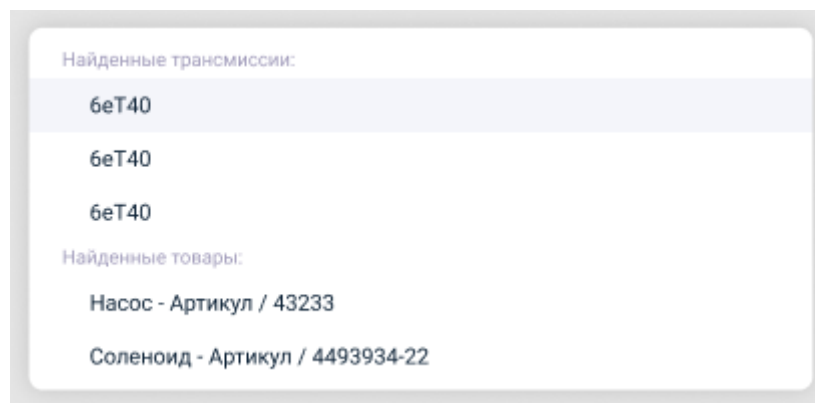 Найденные трансмиссии:
6еТ40
6еТ40
6еТ40
Найденные товары:
Насос - Артикул / 43233
Соленоид - Артикул / 4493934-22